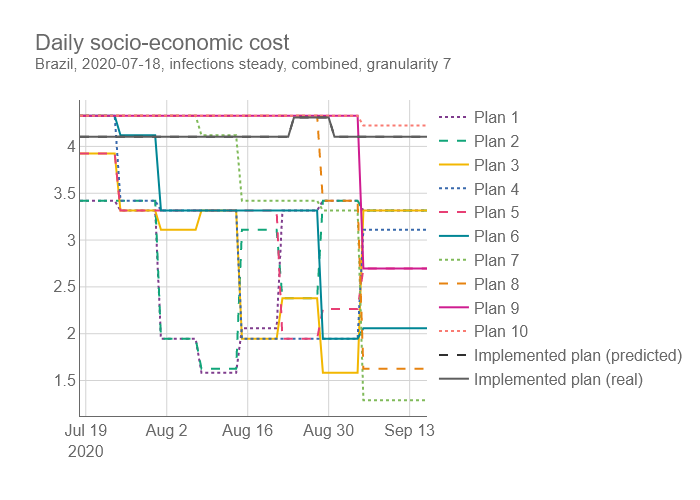 Daily socio-economic cost
Brazil, 2020-07-18, infections steady, combined, granularity 7
4
3.5
3
2.5
2
1.5
Jul 19
2020
Aug 2
Aug 16
Aug 30
Sep 13
Plan 1
Plan 2
Plan 3
Plan 4
Plan 5
Plan 6
Plan 7
Plan 8
Plan 9
Plan 10
Implemented plan (predicted)
Implemented plan (real)